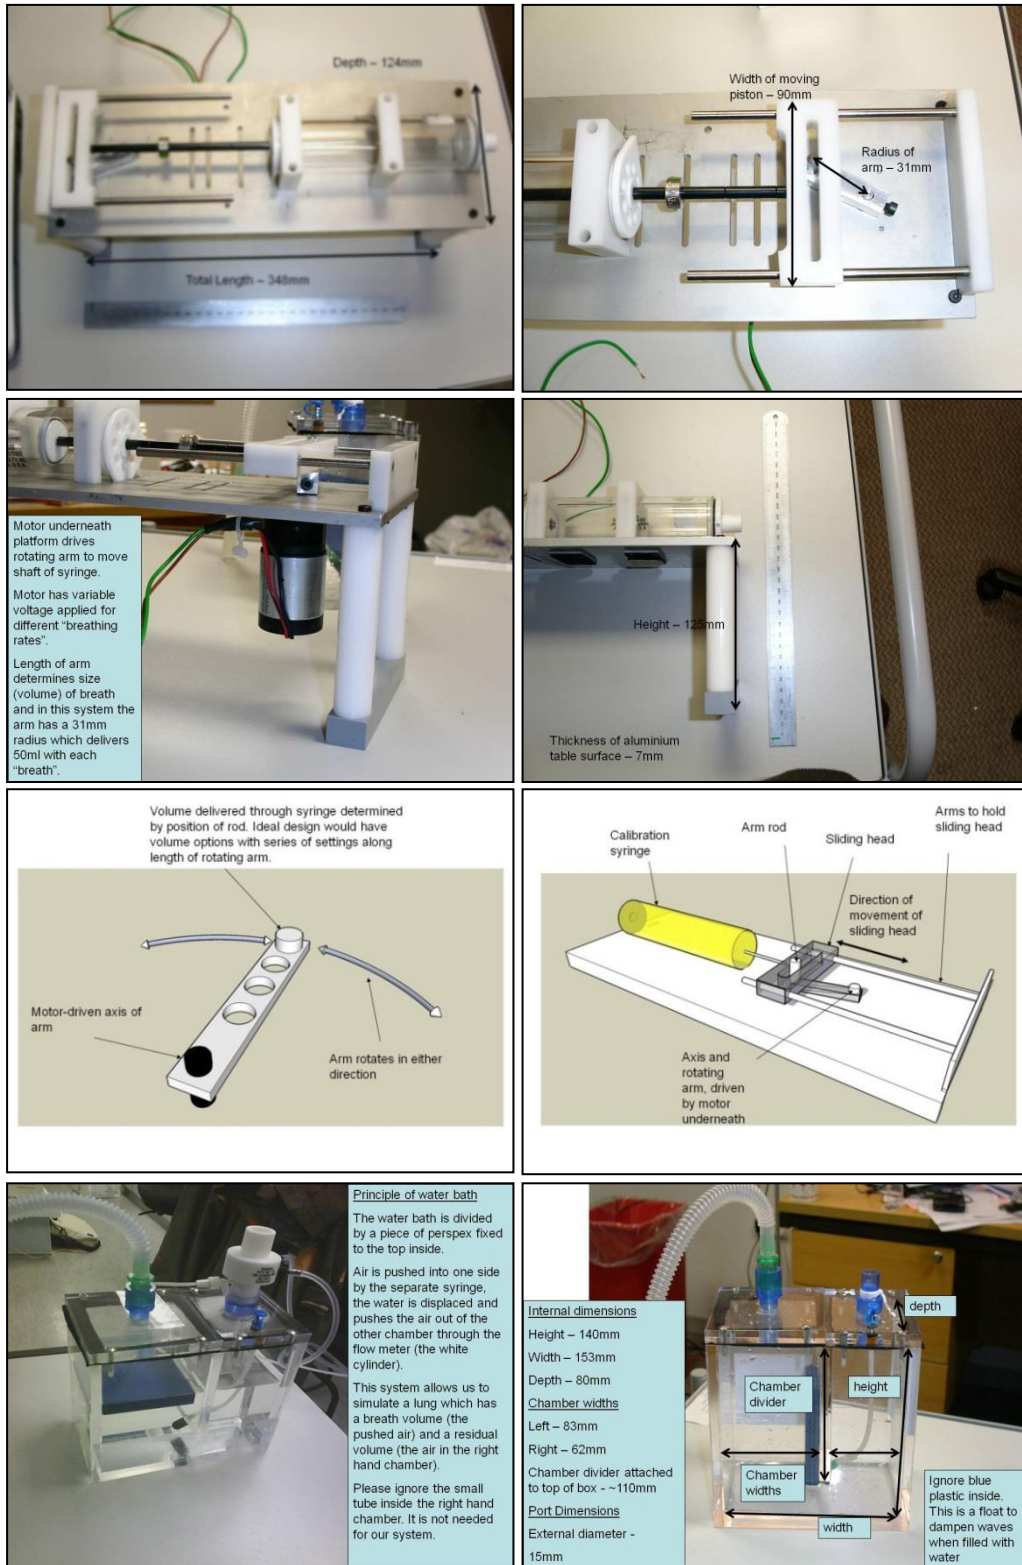 Depth – 124mm
Total Length – 348mm
Width of moving
piston – 90mm
Radius of
arm – 31mm
Motor underneath
platform drives
rotating arm to move
shaft of syringe.
Motor has variable
voltage applied for
different “breathing
rates”.
Length of arm
determines size
(volume) of breath
and in this system the
arm has a 31mm
radius which delivers
50ml with each
“breath”.
Height – 125mm
Thickness of aluminium
table surface – 7mm
Volume delivered through syringe determined
by position of rod. Ideal design would have
volume options with series of settings along
length of rotating arm.
Motor-driven axis of
arm
Arm rotates in either
direction
Calibration
syringe
Arm rod
Sliding head
Arms to hold
sliding head
Direction of
movement of
sliding head
Axis and
rotating
arm, driven
by motor
underneath
Principle of water bath
The water bath is divided
by a piece of perspex fixed
to the top inside.
Air is pushed into one side
by the separate syringe,
the water is displaced and
pushes the air out of the
other chamber through the
flow meter (the white
cylinder).
This system allows us to
simulate a lung which has
a breath volume (the
pushed air) and a residual
volume (the air in the right
hand chamber).
Please ignore the small
tube inside the right hand
chamber. It is not needed
for our system.
Internal dimensions
Height – 140mm
Width – 153mm
Depth – 80mm
Chamber widths
Left – 83mm
Right – 62mm
Chamber divider attached
to top of box - ~110mm
Port Dimensions
External diameter -
15mm
depth
Chamber
divider
height
Chamber
widths
width
Ignore blue
plastic inside.
This is a float to
dampen waves
when filled with
water